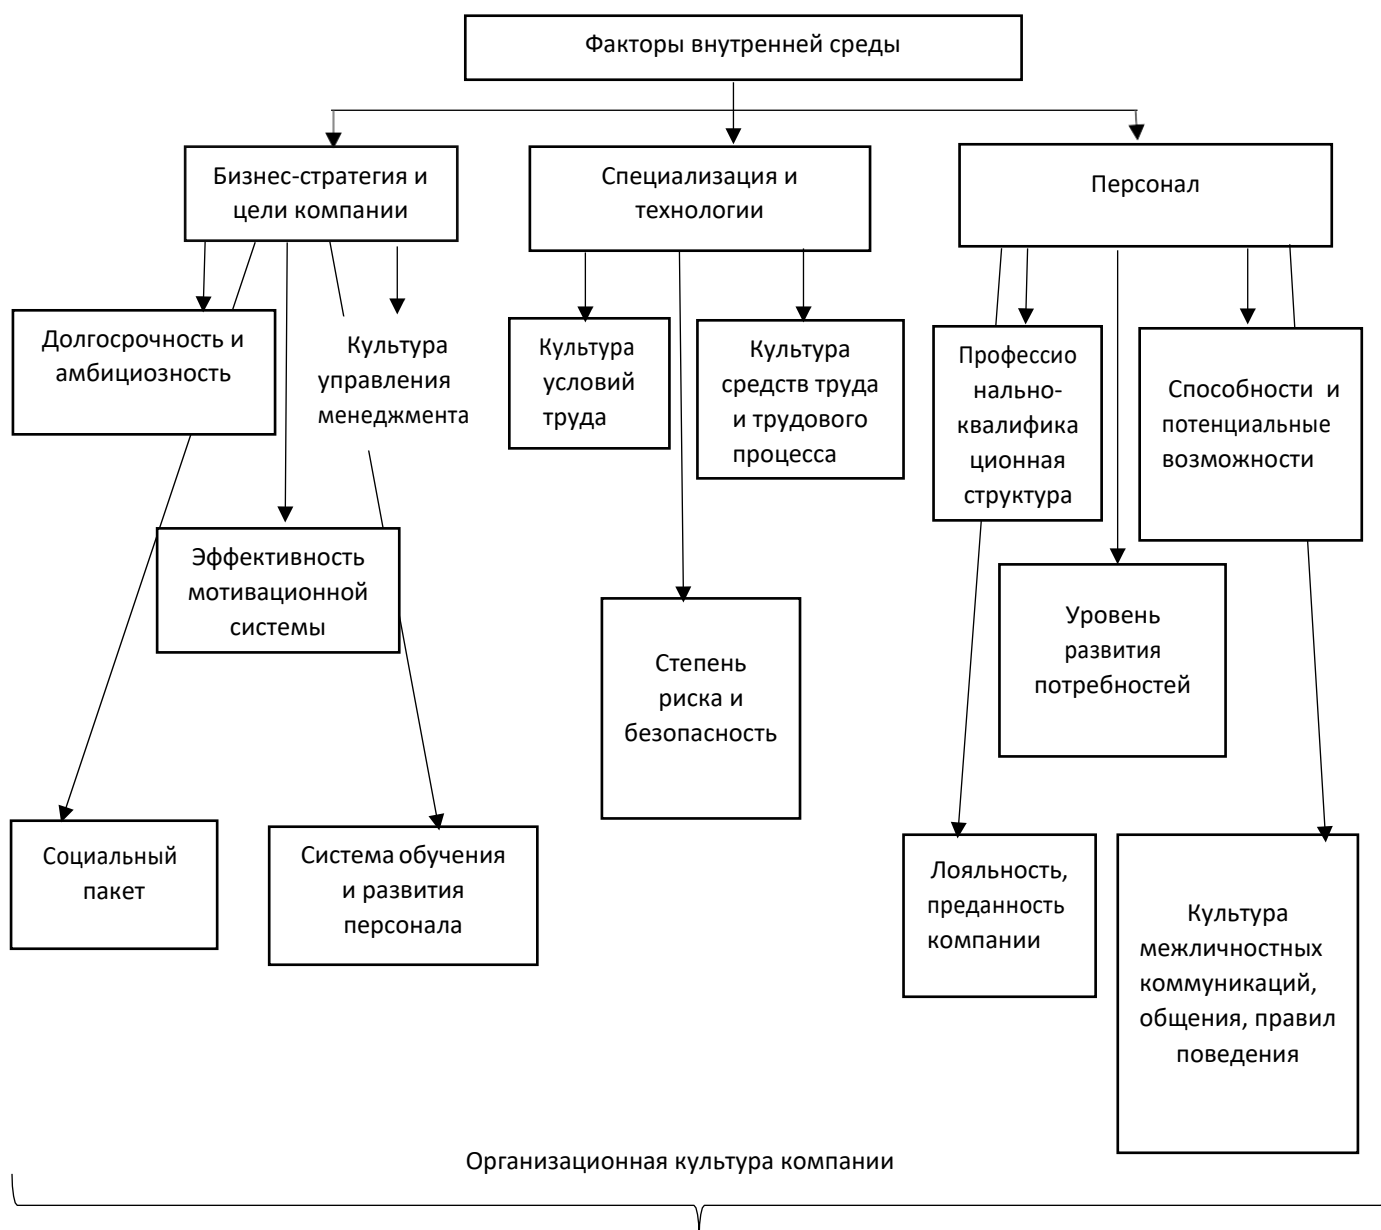 Факторы внутренней среды
Бизнес-стратегия и
цели компании
Специализация и
технологии
Персонал
Долгосрочность и
амбициозность
Культура
управления
менеджмента
Культура
условий
труда
Культура
средств труда
и трудового
процесса
Профессио
нально-
квалифика
ционная
структура
Способности и
потенциальные
возможности
Эффективность
мотивационной
системы
Степень
риска и
безопасность
Уровень
развития
потребностей
Социальный
пакет
Система обучения
и развития
персонала
Лояльность,
преданность
компании
Культура
межличностных
коммуникаций,
общения, правил
поведения
Организационная культура компании